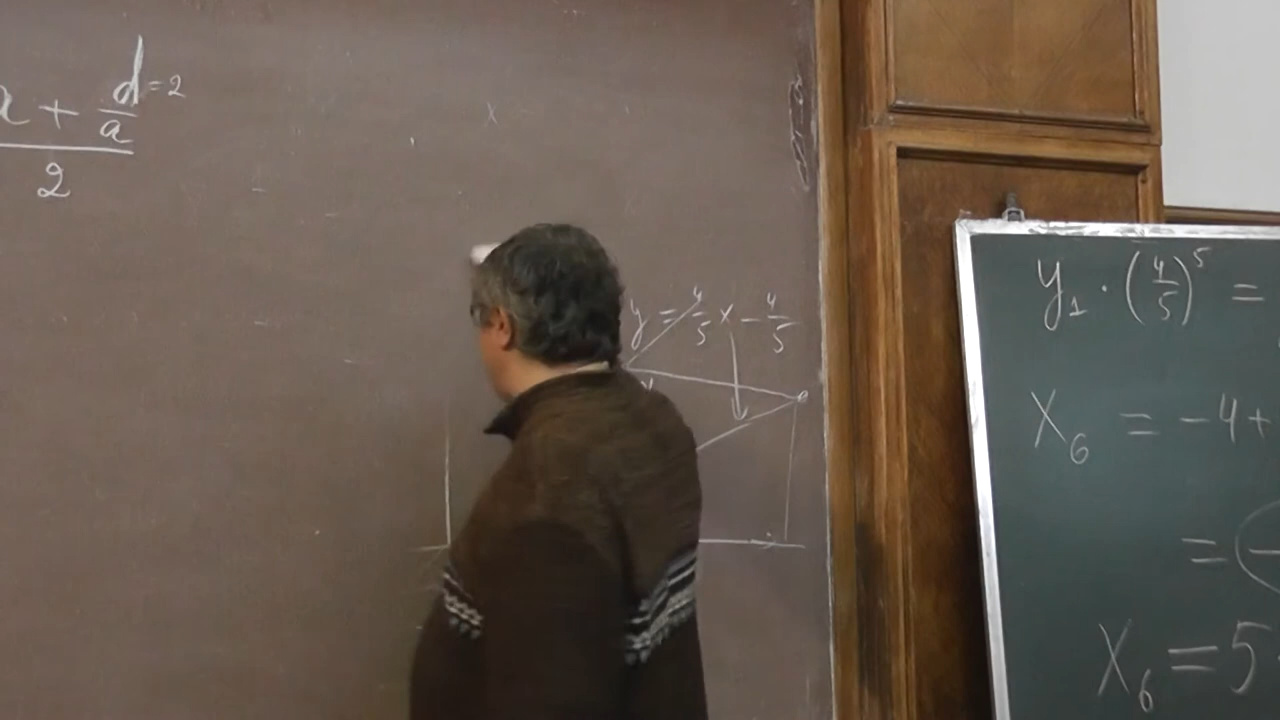 a + d/a = 2
2
y = 4/5 x - 4/5
y₁ · (4/5)⁵ =
x₆ = -4 +
= (-
x₆ = 5